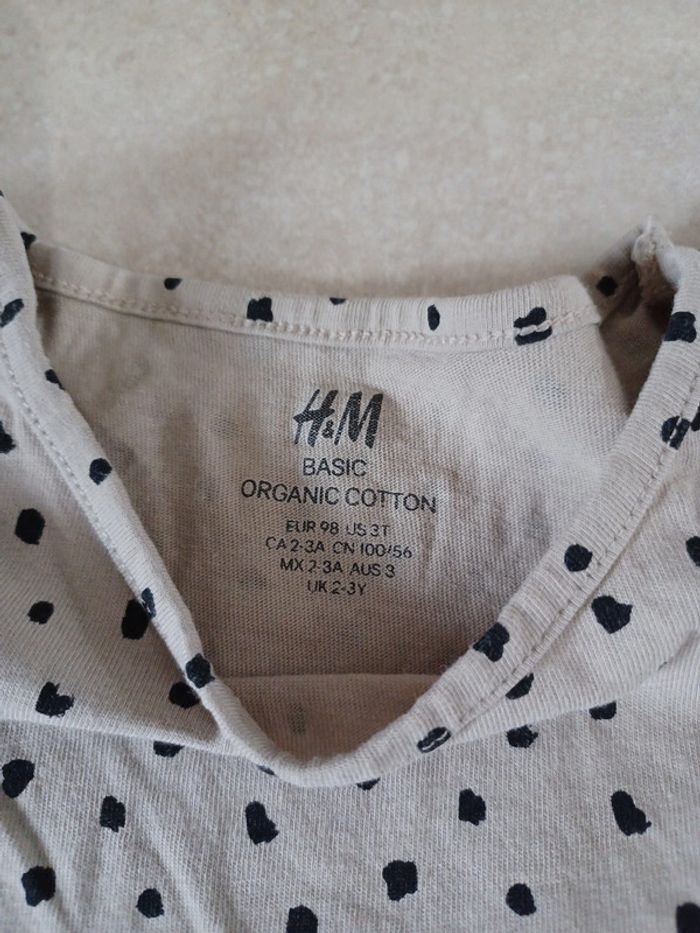 H&M
BASIC
ORGANIC COTTON
EUR 98 US 3T
CA 2-3A CN 100/56
MX 2-3A AUS 3
UK 2-3Y